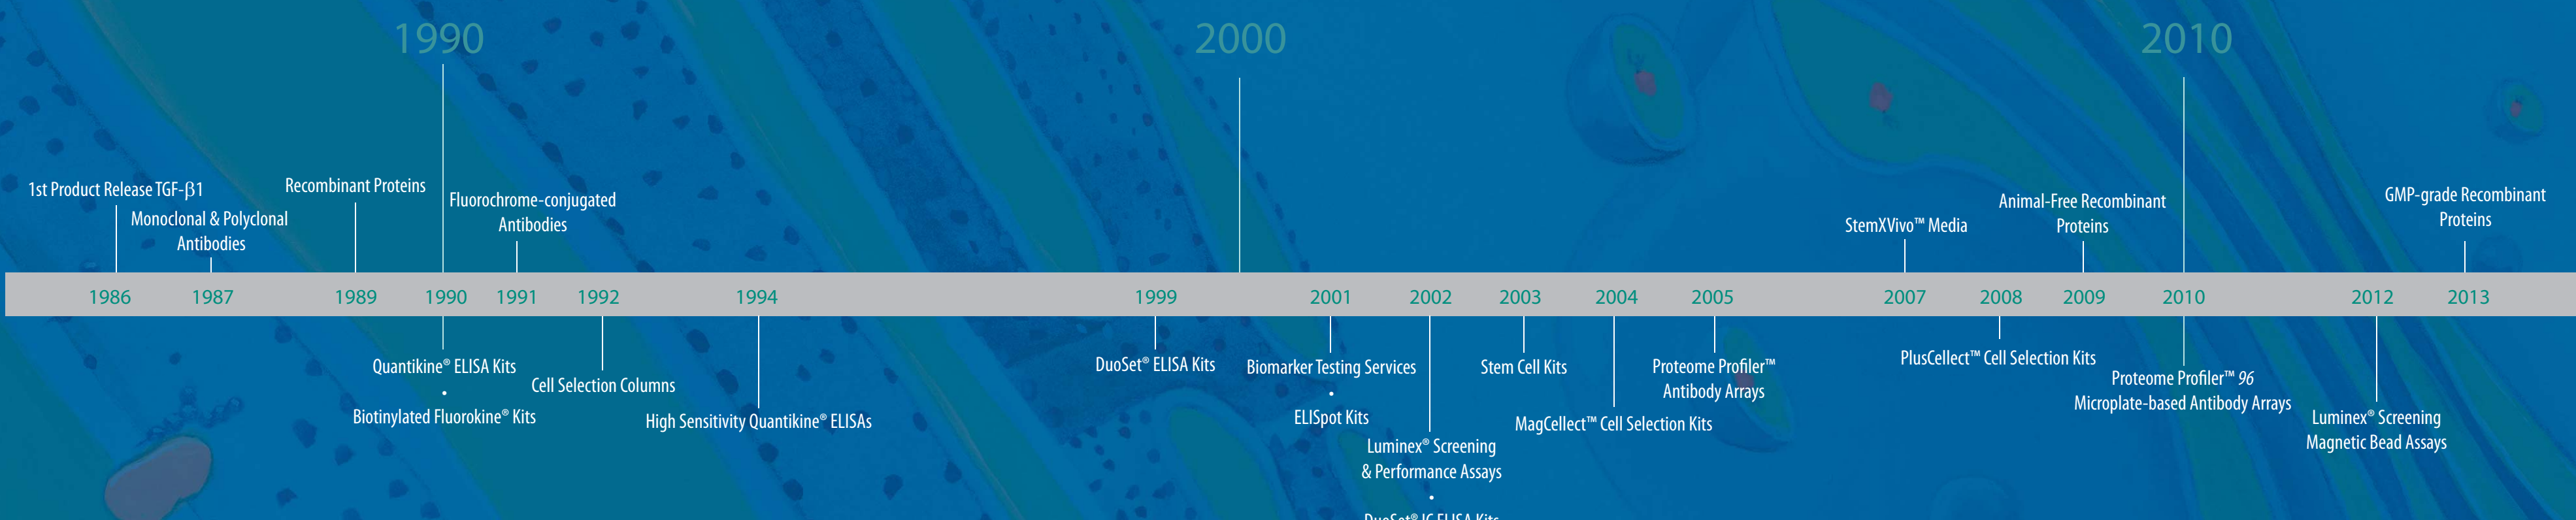 1990
2000
2010
1st Product Release TGF-β1
Monoclonal & Polyclonal
Antibodies
Recombinant Proteins
Fluorochrome-conjugated
Antibodies
StemXVivo™ Media
Animal-Free Recombinant
Proteins
GMP-grade Recombinant
Proteins
1986 1987 1989 1990 1991 1992 1994 1999 2001 2002 2003 2004 2005 2007 2008 2009 2010 2012 2013
Quantikine® ELISA Kits
•
Biotinylated Fluorokine® Kits
Cell Selection Columns
High Sensitivity Quantikine® ELISAs
DuoSet® ELISA Kits
Biomarker Testing Services
•
ELISpot Kits
Luminex® Screening
& Performance Assays
•
DuoSet® IC ELISA Kits
Stem Cell Kits
MagCellect™ Cell Selection Kits
Proteome Profiler™
Antibody Arrays
PlusCellect™ Cell Selection Kits
Proteome Profiler™ 96
Microplate-based Antibody Arrays
Luminex® Screening
Magnetic Bead Assays